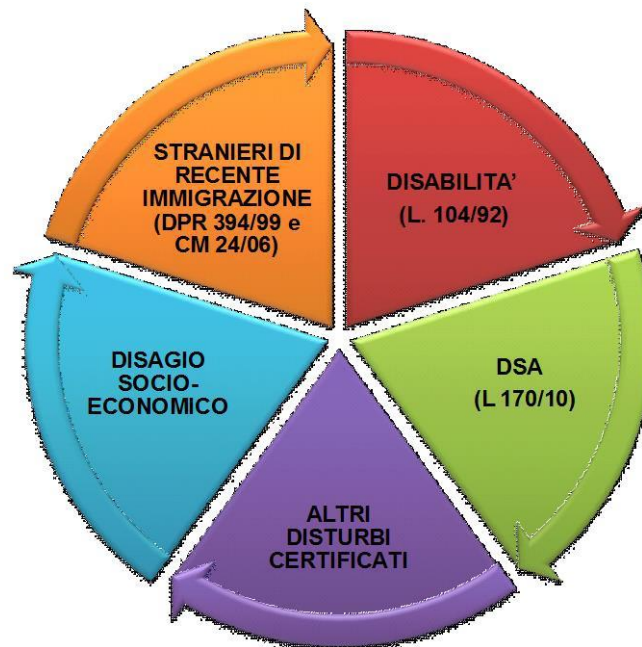 STRANIERI DI
RECENTE
IMMIGRAZIONE
(DPR 394/99 e
CM 24/06)
DISABILITA’
(L. 104/92)
DSA
(L 170/10)
ALTRI
DISTURBI
CERTIFICATI
DISAGIO
SOCIO-
ECONOMICO